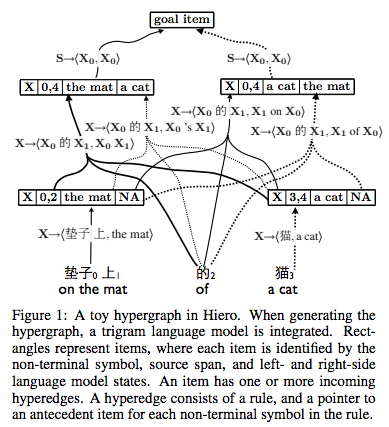 goal item
S→⟨X₀, X₀⟩
S→⟨X₀, X₀⟩
X 0,4 the mat a cat
X 0,4 a cat the mat
X→⟨X₀ 的 X₁, X₁ on X₀⟩
X→⟨X₀ 的 X₁, X₀ 's X₁⟩
X→⟨X₀ 的 X₁, X₁ of X₀⟩
X→⟨X₀ 的 X₁, X₀ X₁⟩
X 0,2 the mat NA
X 3,4 a cat NA
X→⟨垫子 上, the mat⟩
X→⟨猫, a cat⟩
垫子₀ 上₁ 的₂ 猫₃
on the mat of a cat
Figure 1: A toy hypergraph in Hiero. When generating the
hypergraph, a trigram language model is integrated. Rect-
angles represent items, where each item is identified by the
non-terminal symbol, source span, and left- and right-side
language model states. An item has one or more incoming
hyperedges. A hyperedge consists of a rule, and a pointer to
an antecedent item for each non-terminal symbol in the rule.